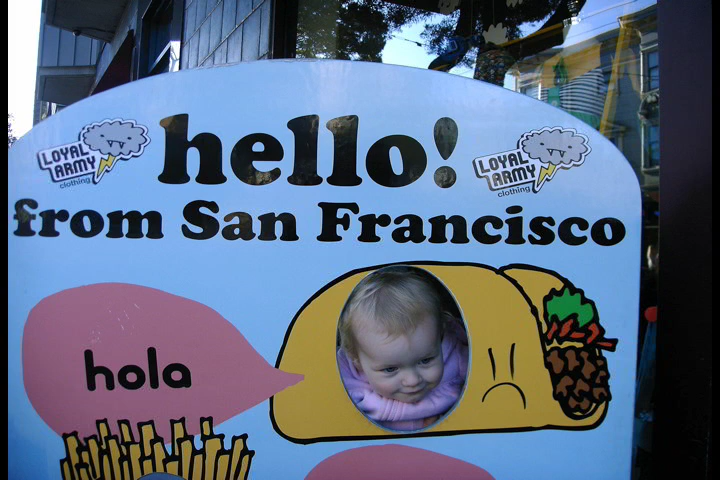 hello!
from San Francisco
LOYAL
ARMY
clothing
LOYAL
ARMY
clothing
hola